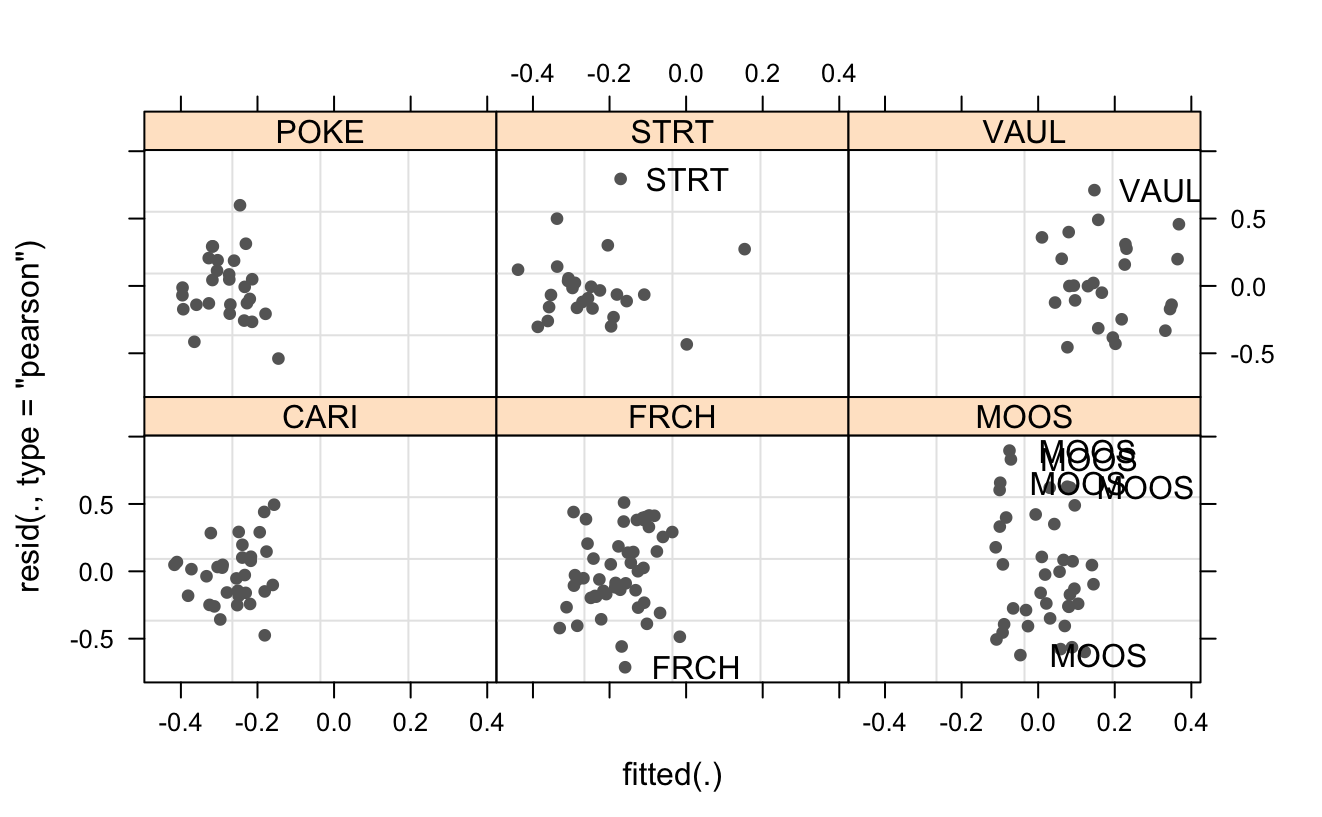 -0.4 -0.2 0.0 0.2 0.4
POKE STRT VAUL
STRT
VAUL
0.5
0.0
-0.5
resid(., type = "pearson")
CARI FRCH MOOS
MOOS
MOOS
MOOS MOOS
0.5
0.0
-0.5
MOOS
FRCH
-0.4 -0.2 0.0 0.2 0.4 -0.4 -0.2 0.0 0.2 0.4
fitted(.)